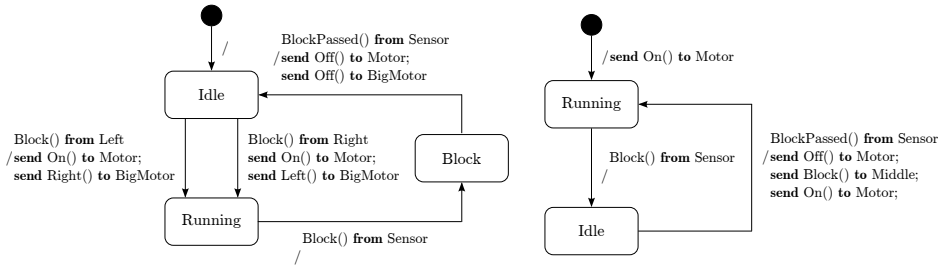 /
BlockPassed() from Sensor
/send Off() to Motor;
send Off() to BigMotor
Idle
Block() from Left
/send On() to Motor;
send Right() to BigMotor
Block() from Right
send On() to Motor;
send Left() to BigMotor
Block
Running
Block() from Sensor
/
/send On() to Motor
Running
Block() from Sensor
/
BlockPassed() from Sensor
/send Off() to Motor;
send Block() to Middle;
send On() to Motor;
Idle